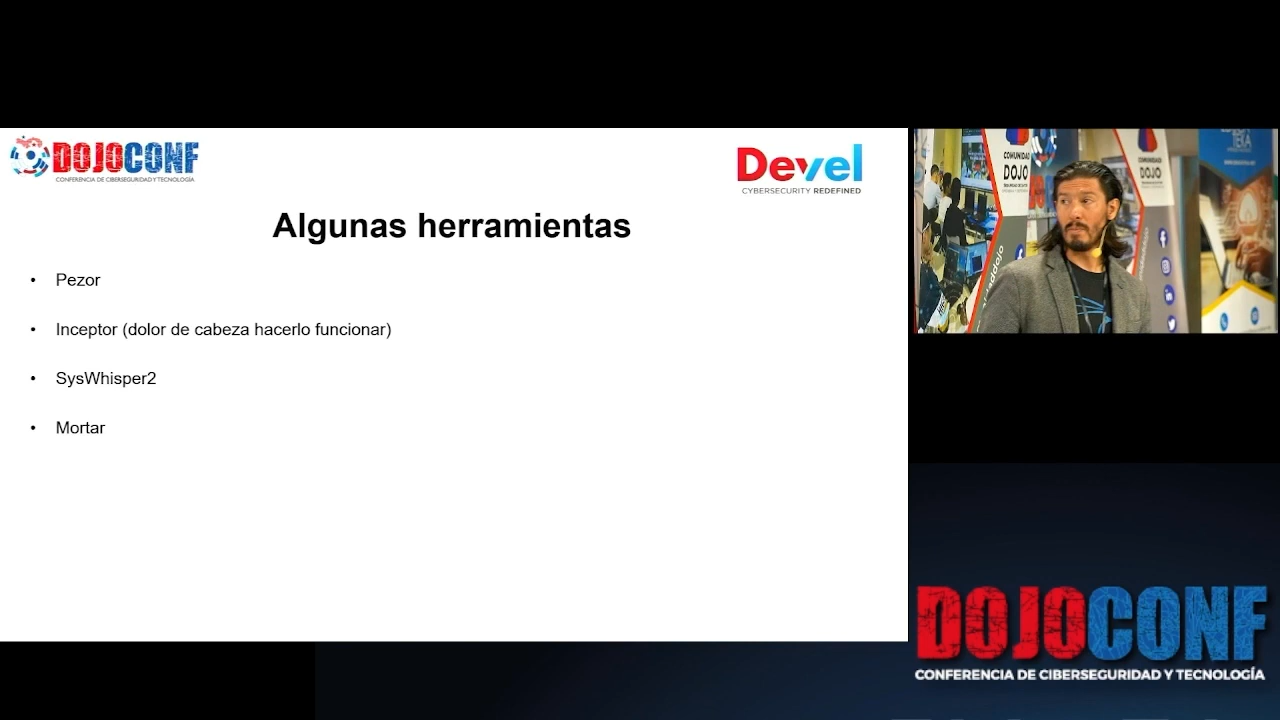 DOJOCONF
CONFERENCIA DE CIBERSEGURIDAD Y TECNOLOGÍA
Devel
CYBERSECURITY REDEFINED
Algunas herramientas
• Pezor
• Inceptor (dolor de cabeza hacerlo funcionar)
• SysWhisper2
• Mortar
COMUNIDAD
DOJO
COMUNIDAD
DOJO
DOJOCONF
CONFERENCIA DE CIBERSEGURIDAD Y TECNOLOGÍA